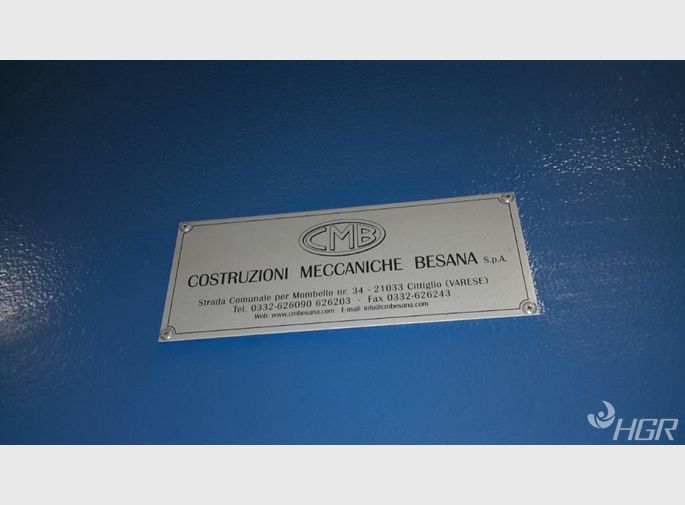 CMB
COSTRUZIONI MECCANICHE BESANA S.p.A.
Strada Comunale per Mombello nr. 34 - 21033 Cittiglio (VARESE)
Tel. 0332-626090 626203 - Fax 0332-626243
Web: www.cmbesana.com E-mail: info@cmbesana.com
HGR